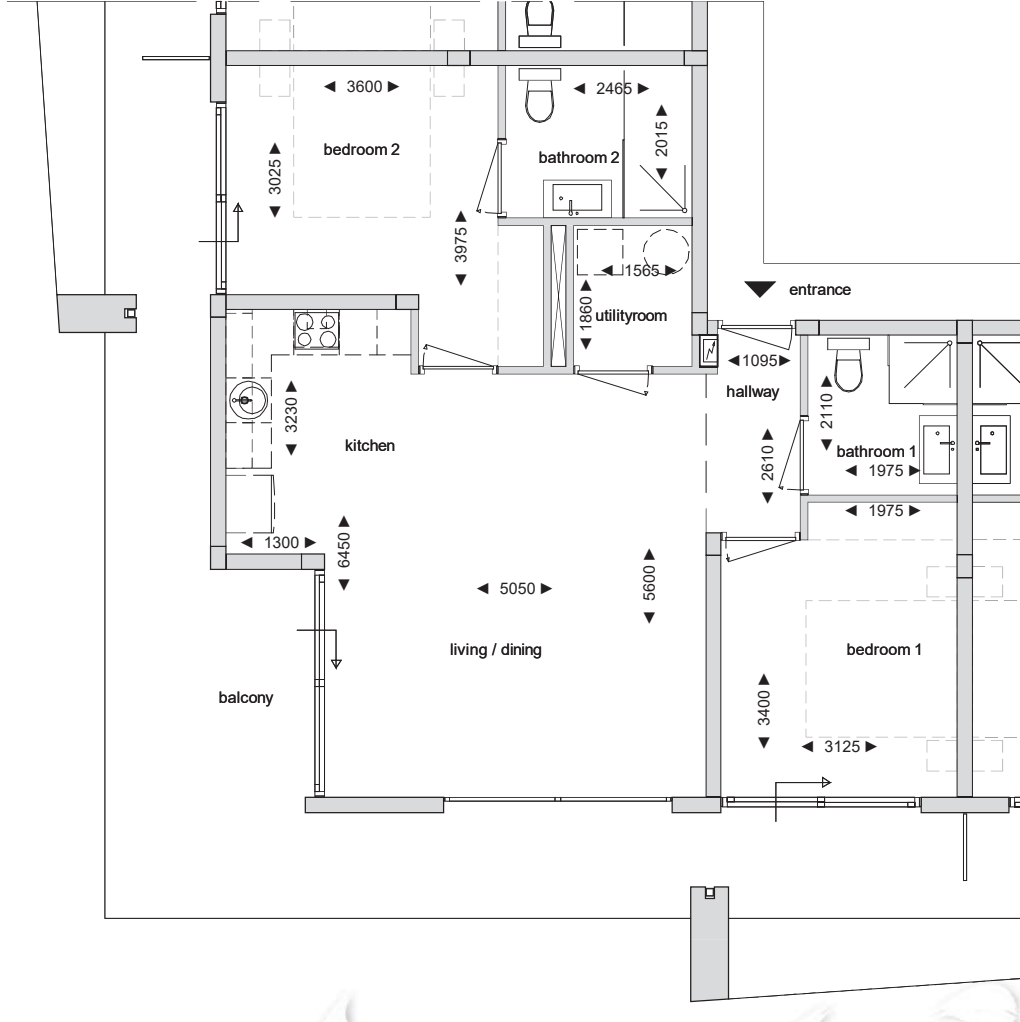 3600
2465
2015
bedroom 2
bathroom 2
3025
3975
1565
entrance
1860
utilityroom
1095
hallway
3230
2110
kitchen
bathroom 1
2610
1975
1975
1300
6450
5050
5600
living / dining
bedroom 1
balcony
3400
3125